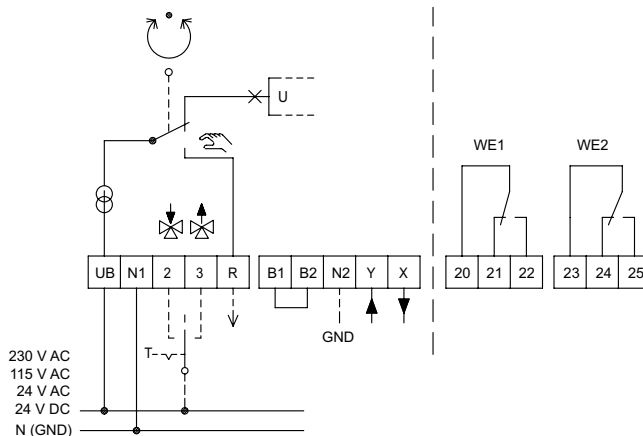 U
WE1 WE2
UB N1 2 3 R B1 B2 N2 Y X 20 21 22 23 24 25
GND
T
230 V AC
115 V AC
24 V AC
24 V DC
N (GND)